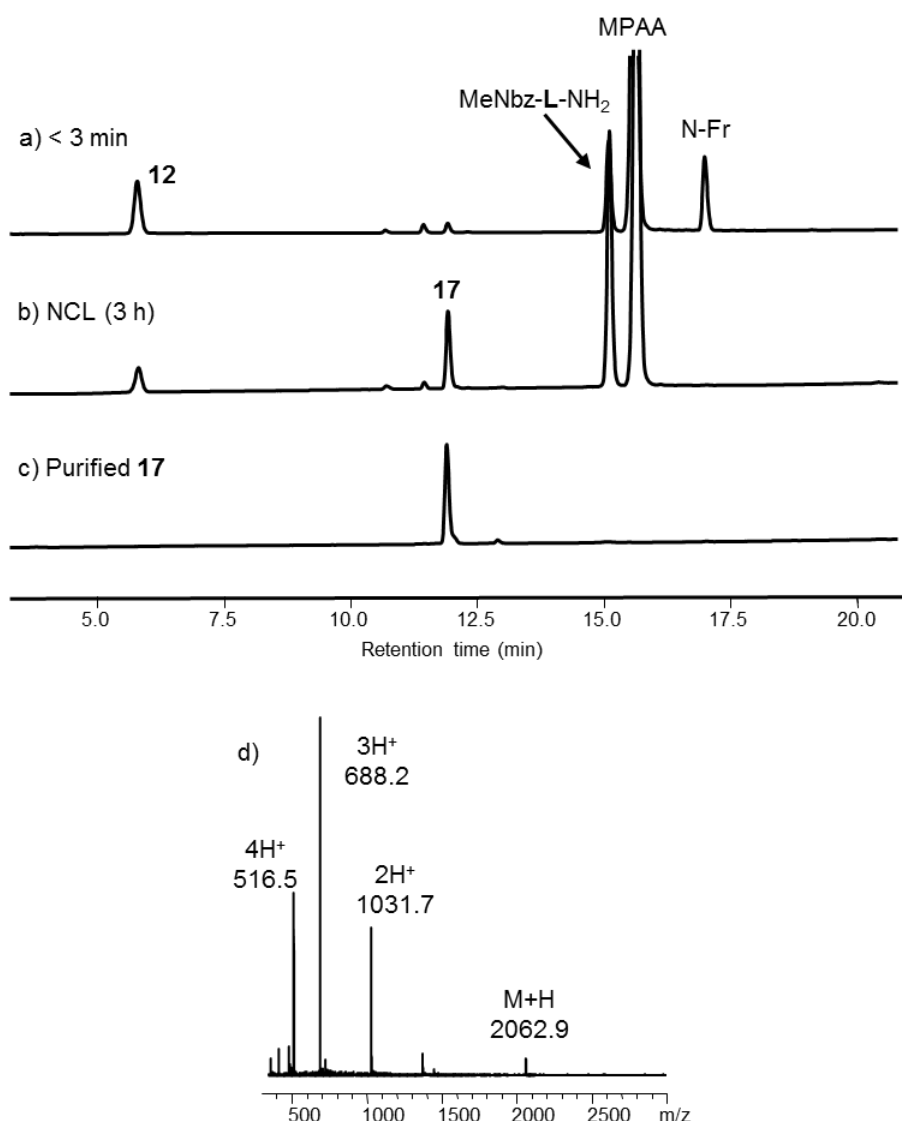 MPAA
MeNbz-L-NH₂
N-Fr
a) < 3 min
12
17
b) NCL (3 h)
c) Purified 17
5.0 7.5 10.0 12.5 15.0 17.5 20.0
Retention time (min)
d)
3H⁺
688.2
4H⁺
516.5
2H⁺
1031.7
M+H
2062.9
500 1000 1500 2000 2500 m/z